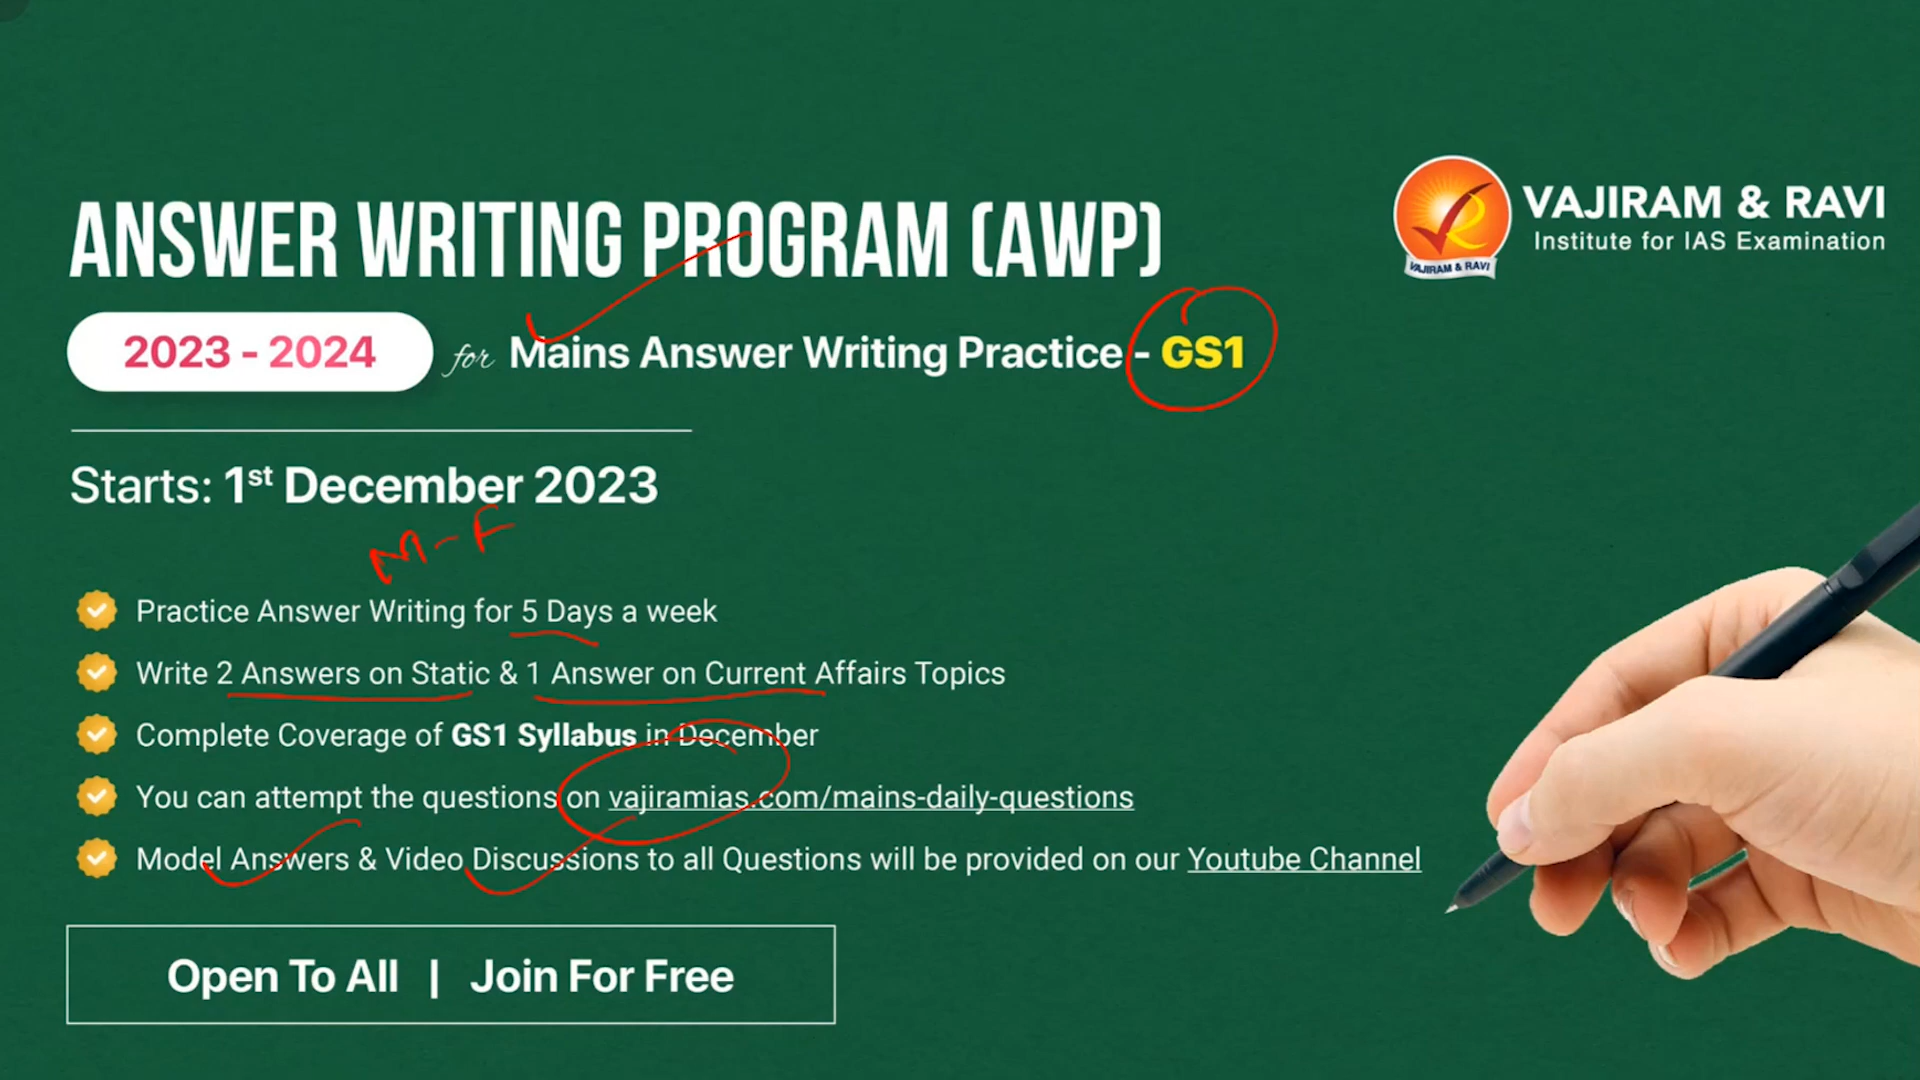 VAJIRAM & RAVI
Institute for IAS Examination
VAJIRAM & RAVI
ANSWER WRITING PROGRAM (AWP)
2023 - 2024 for Mains Answer Writing Practice - GS1
Starts: 1st December 2023
M-F
Practice Answer Writing for 5 Days a week
Write 2 Answers on Static & 1 Answer on Current Affairs Topics
Complete Coverage of GS1 Syllabus in December
You can attempt the questions on vajiramias.com/mains-daily-questions
Model Answers & Video Discussions to all Questions will be provided on our Youtube Channel
Open To All | Join For Free